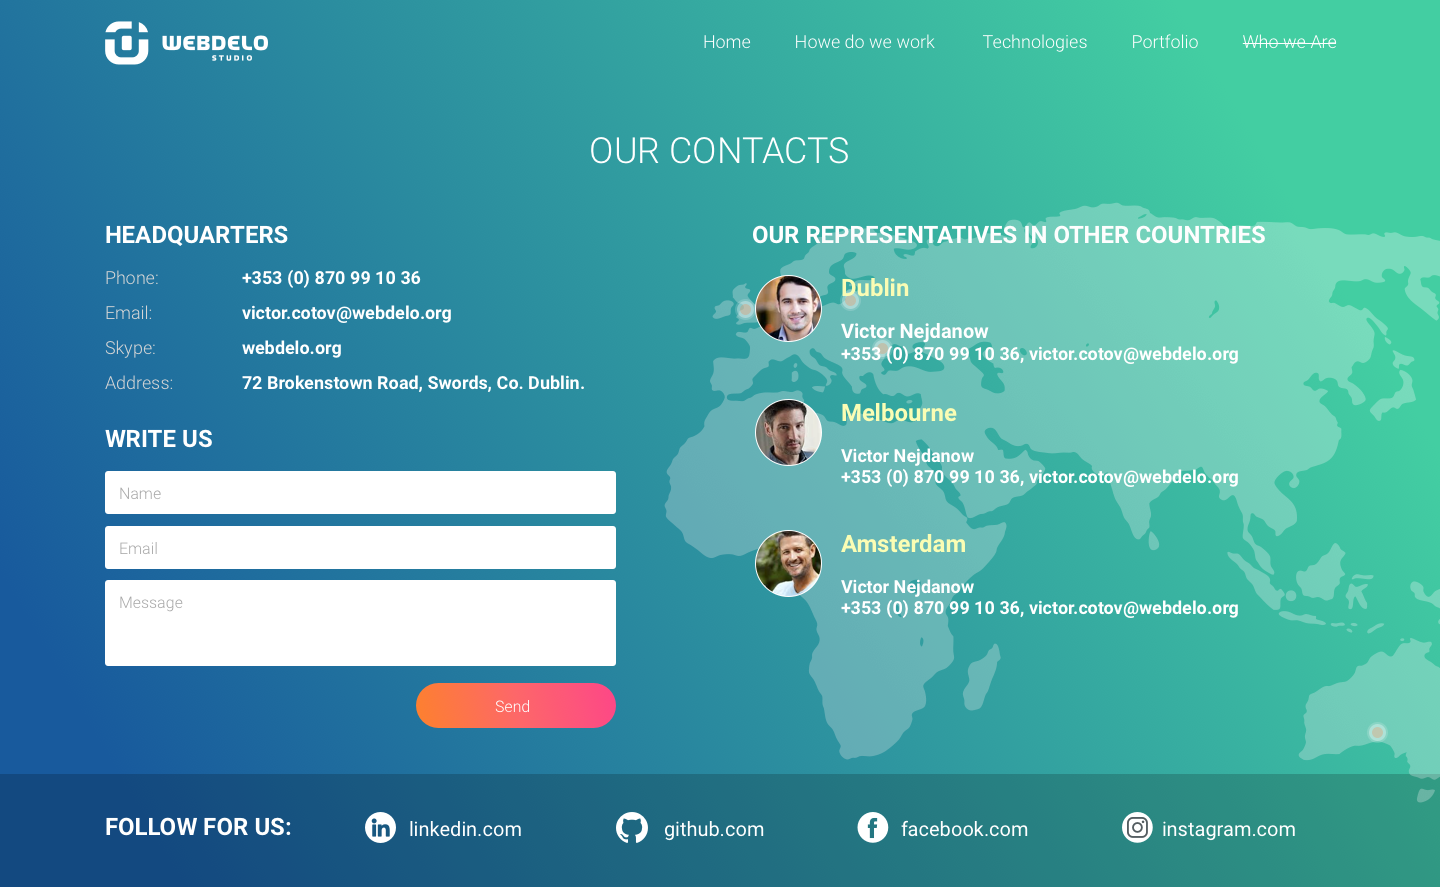 WEBDELO
STUDIO
Home Howe do we work Technologies Portfolio Who we Are
OUR CONTACTS
HEADQUARTERS
Phone: +353 (0) 870 99 10 36
Email: victor.cotov@webdelo.org
Skype: webdelo.org
Address: 72 Brokenstown Road, Swords, Co. Dublin.
WRITE US
Name
Email
Message
Send
OUR REPRESENTATIVES IN OTHER COUNTRIES
Dublin
Victor Nejdanow
+353 (0) 870 99 10 36, victor.cotov@webdelo.org
Melbourne
Victor Nejdanow
+353 (0) 870 99 10 36, victor.cotov@webdelo.org
Amsterdam
Victor Nejdanow
+353 (0) 870 99 10 36, victor.cotov@webdelo.org
FOLLOW FOR US: linkedin.com github.com facebook.com instagram.com